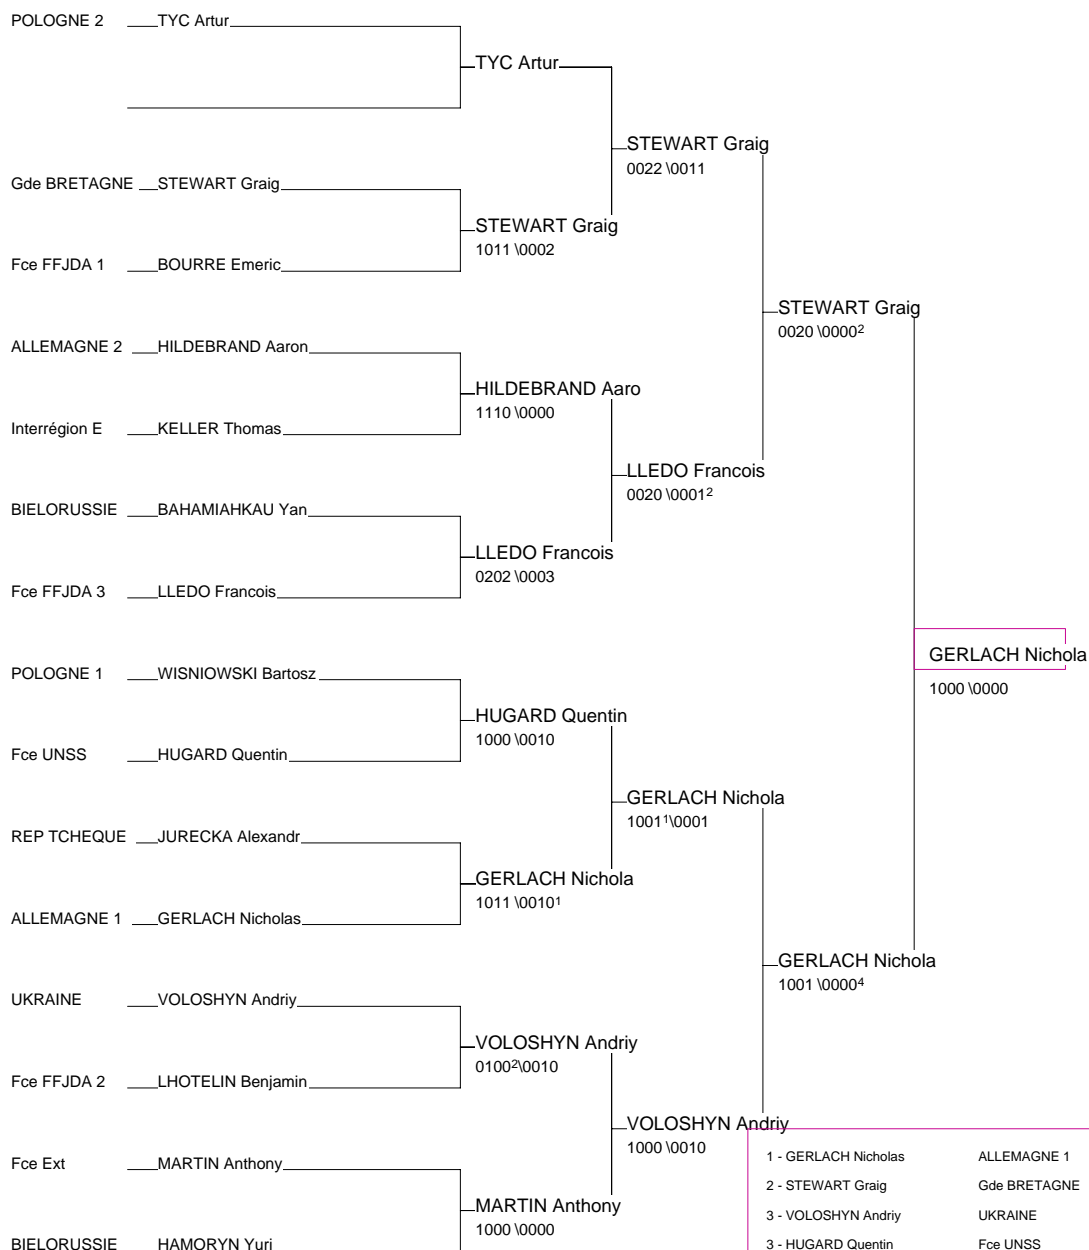 POLOGNE 2 TYC Artur
TYC Artur
STEWART Graig
0022 \0011
Gde BRETAGNE STEWART Graig
STEWART Graig
1011 \0002
Fce FFJDA 1 BOURRE Emeric
STEWART Graig
0020 \0000²
ALLEMAGNE 2 HILDEBRAND Aaron
HILDEBRAND Aaro
1110 \0000
Interrégion E KELLER Thomas
LLEDO Francois
0020 \0001²
BIELORUSSIE BAHAMIAHKAU Yan
LLEDO Francois
0202 \0003
Fce FFJDA 3 LLEDO Francois
GERLACH Nichola
1000 \0000
POLOGNE 1 WISNIOWSKI Bartosz
HUGARD Quentin
1000 \0010
Fce UNSS HUGARD Quentin
GERLACH Nichola
1001¹\0001
REP TCHEQUE JURECKA Alexandr
GERLACH Nichola
1011 \0010¹
ALLEMAGNE 1 GERLACH Nicholas
GERLACH Nichola
1001 \0000⁴
UKRAINE VOLOSHYN Andriy
VOLOSHYN Andriy
0100²\0010
Fce FFJDA 2 LHOTELIN Benjamin
VOLOSHYN Andriy
1000 \0010
Fce Ext MARTIN Anthony
MARTIN Anthony
1000 \0000
BIELORUSSIE HAMORYN Yuri
1 - GERLACH Nicholas ALLEMAGNE 1
2 - STEWART Graig Gde BRETAGNE
3 - VOLOSHYN Andriy UKRAINE
3 - HUGARD Quentin Fce UNSS